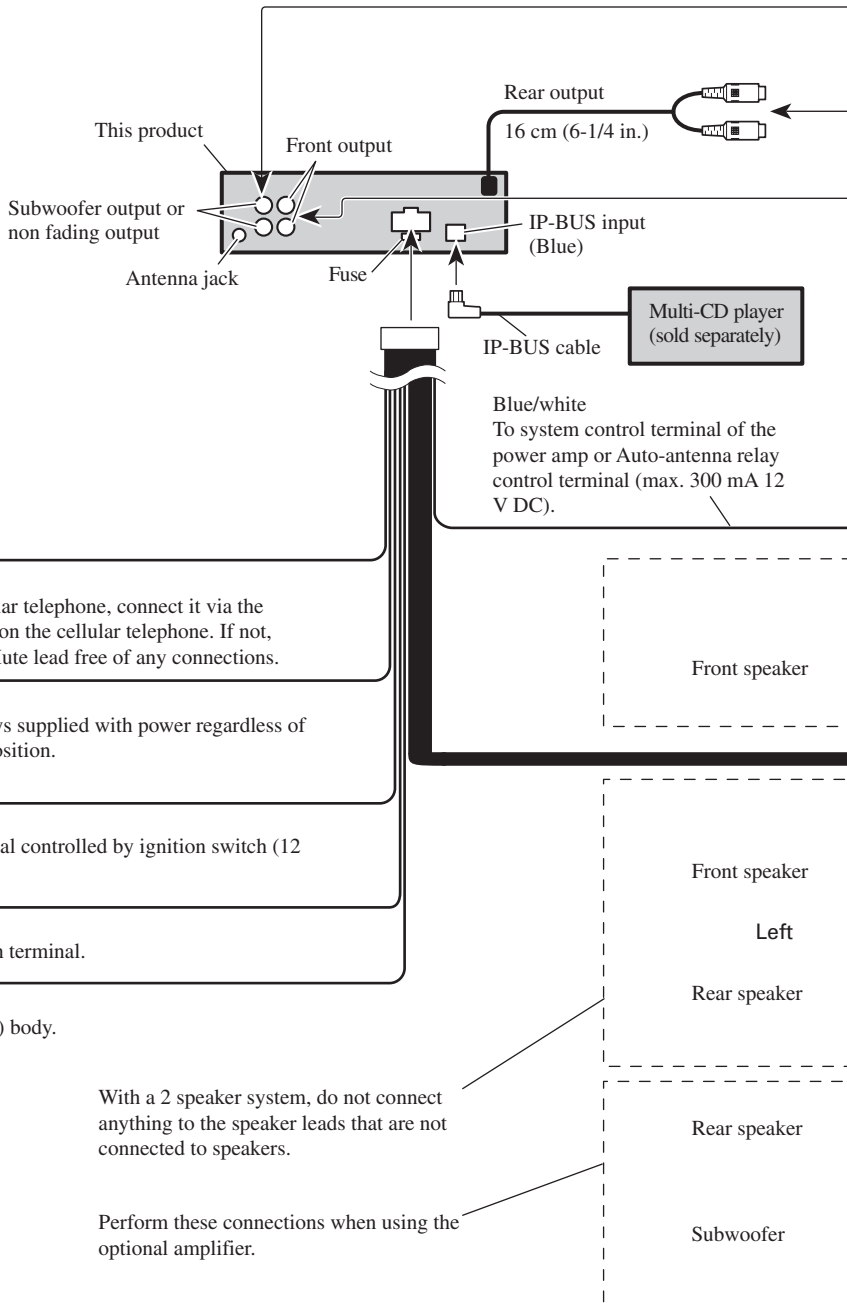 Rear output
16 cm (6-1/4 in.)
This product
Front output
Subwoofer output or
non fading output
IP-BUS input
(Blue)
Antenna jack
Fuse
Multi-CD player
(sold separately)
IP-BUS cable
Blue/white
To system control terminal of the
power amp or Auto-antenna relay
control terminal (max. 300 mA 12
V DC).
lar telephone, connect it via the
on the cellular telephone. If not,
ute lead free of any connections.
Front speaker
ys supplied with power regardless of
osition.
al controlled by ignition switch (12
Front speaker
Left
n terminal.
Rear speaker
) body.
With a 2 speaker system, do not connect
anything to the speaker leads that are not
connected to speakers.
Rear speaker
Perform these connections when using the
optional amplifier.
Subwoofer